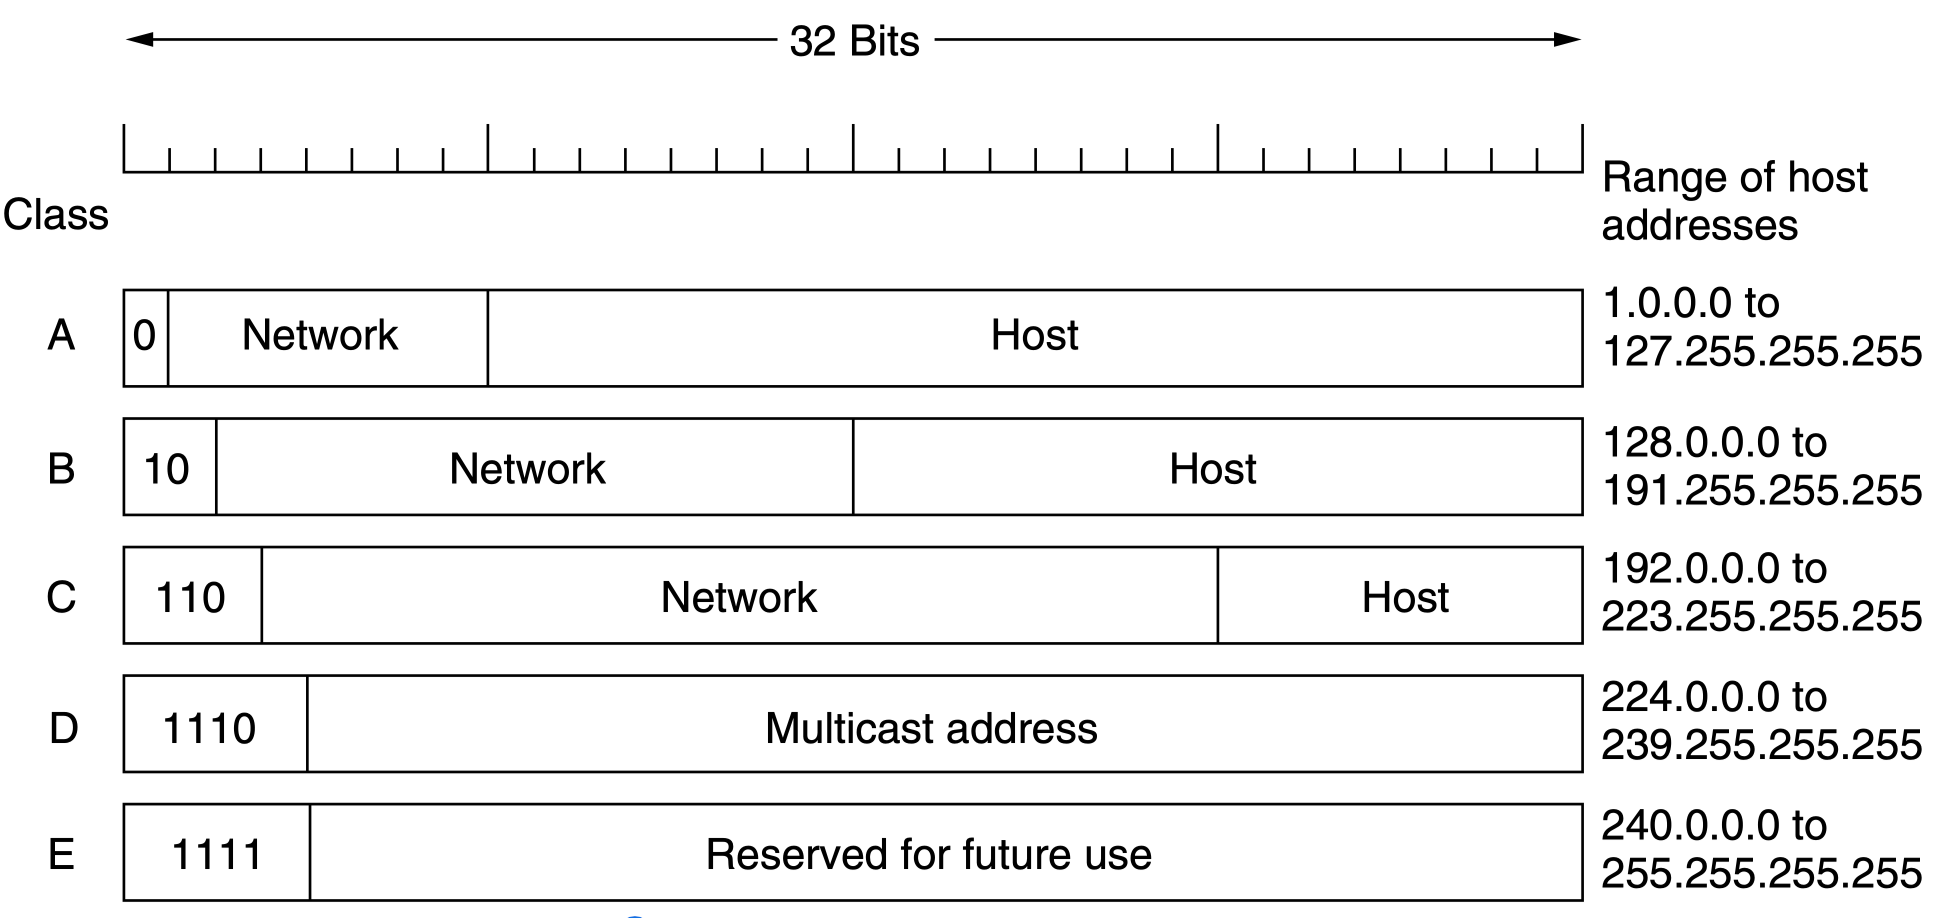 32 Bits
Range of host
addresses
Class
A
0
Network
Host
1.0.0.0 to
127.255.255.255
B
10
Network
Host
128.0.0.0 to
191.255.255.255
C
110
Network
Host
192.0.0.0 to
223.255.255.255
D
1110
Multicast address
224.0.0.0 to
239.255.255.255
E
1111
Reserved for future use
240.0.0.0 to
255.255.255.255